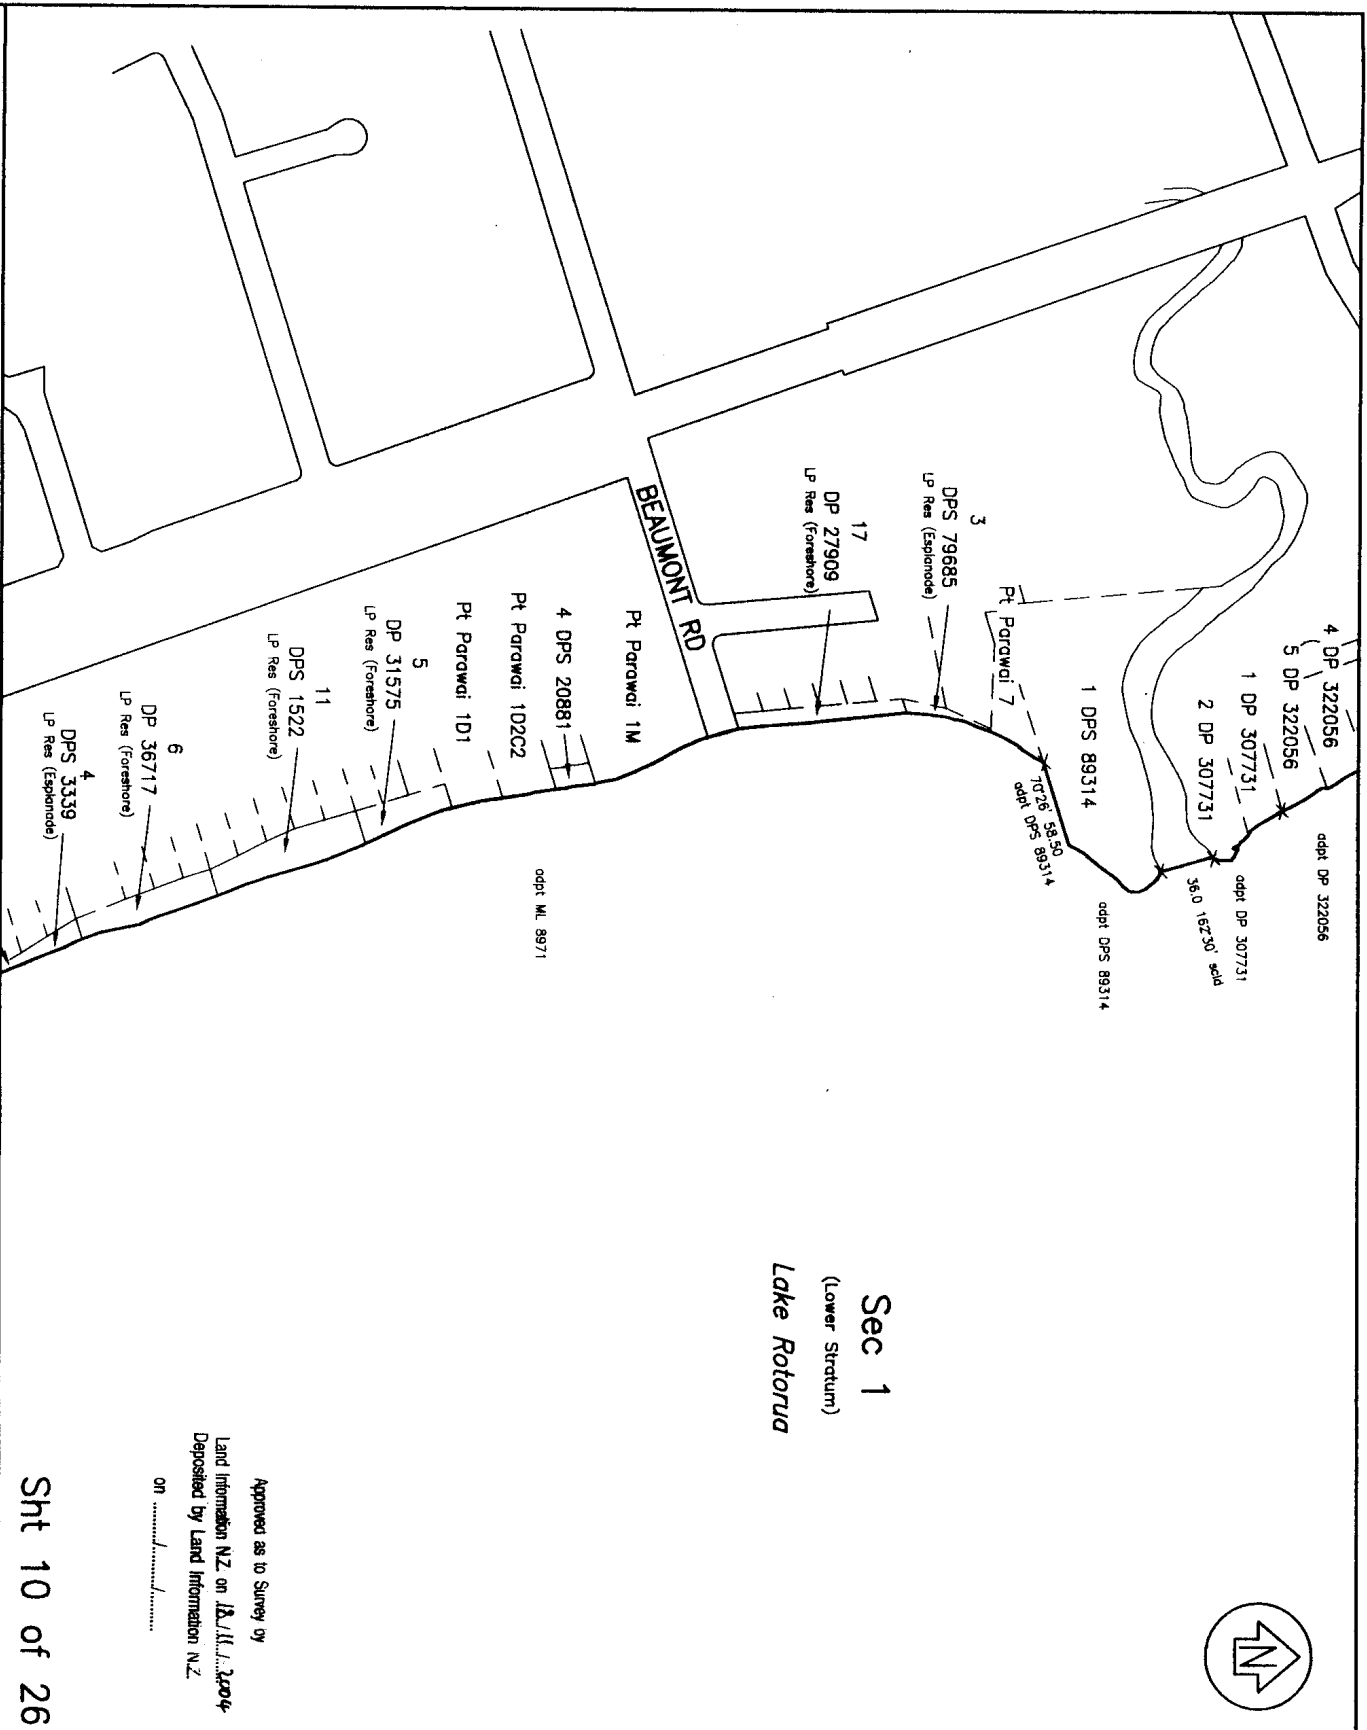 4 DP 322056
5 DP 322056
1 DP 307731
2 DP 307731
adpt DP 322056
adpt DP 307731
36.0 162°30' scld
adpt DPS 89314
1 DPS 89314
70°26' 58.50
adpt DPS 89314
Pt Parawai 7
3
DPS 79685
LP Res (Esplanade)
17
DP 27909
LP Res (Foreshore)
BEAUMONT RD
Pt Parawai 1M
4 DPS 20881
Pt Parawai 1D2C2
Pt Parawai 1D1
adpt ML 8971
5
DP 31575
LP Res (Foreshore)
11
DPS 1522
LP Res (Foreshore)
6
DP 36717
LP Res (Foreshore)
4
DPS 3339
LP Res (Esplanade)
Sec 1
(Lower Stratum)
Lake Rotorua
N
Approved as to Survey by
Land Information N.Z. on 18/11/2004
Deposited by Land Information N.Z.
on ........../........../..........
Sht 10 of 26